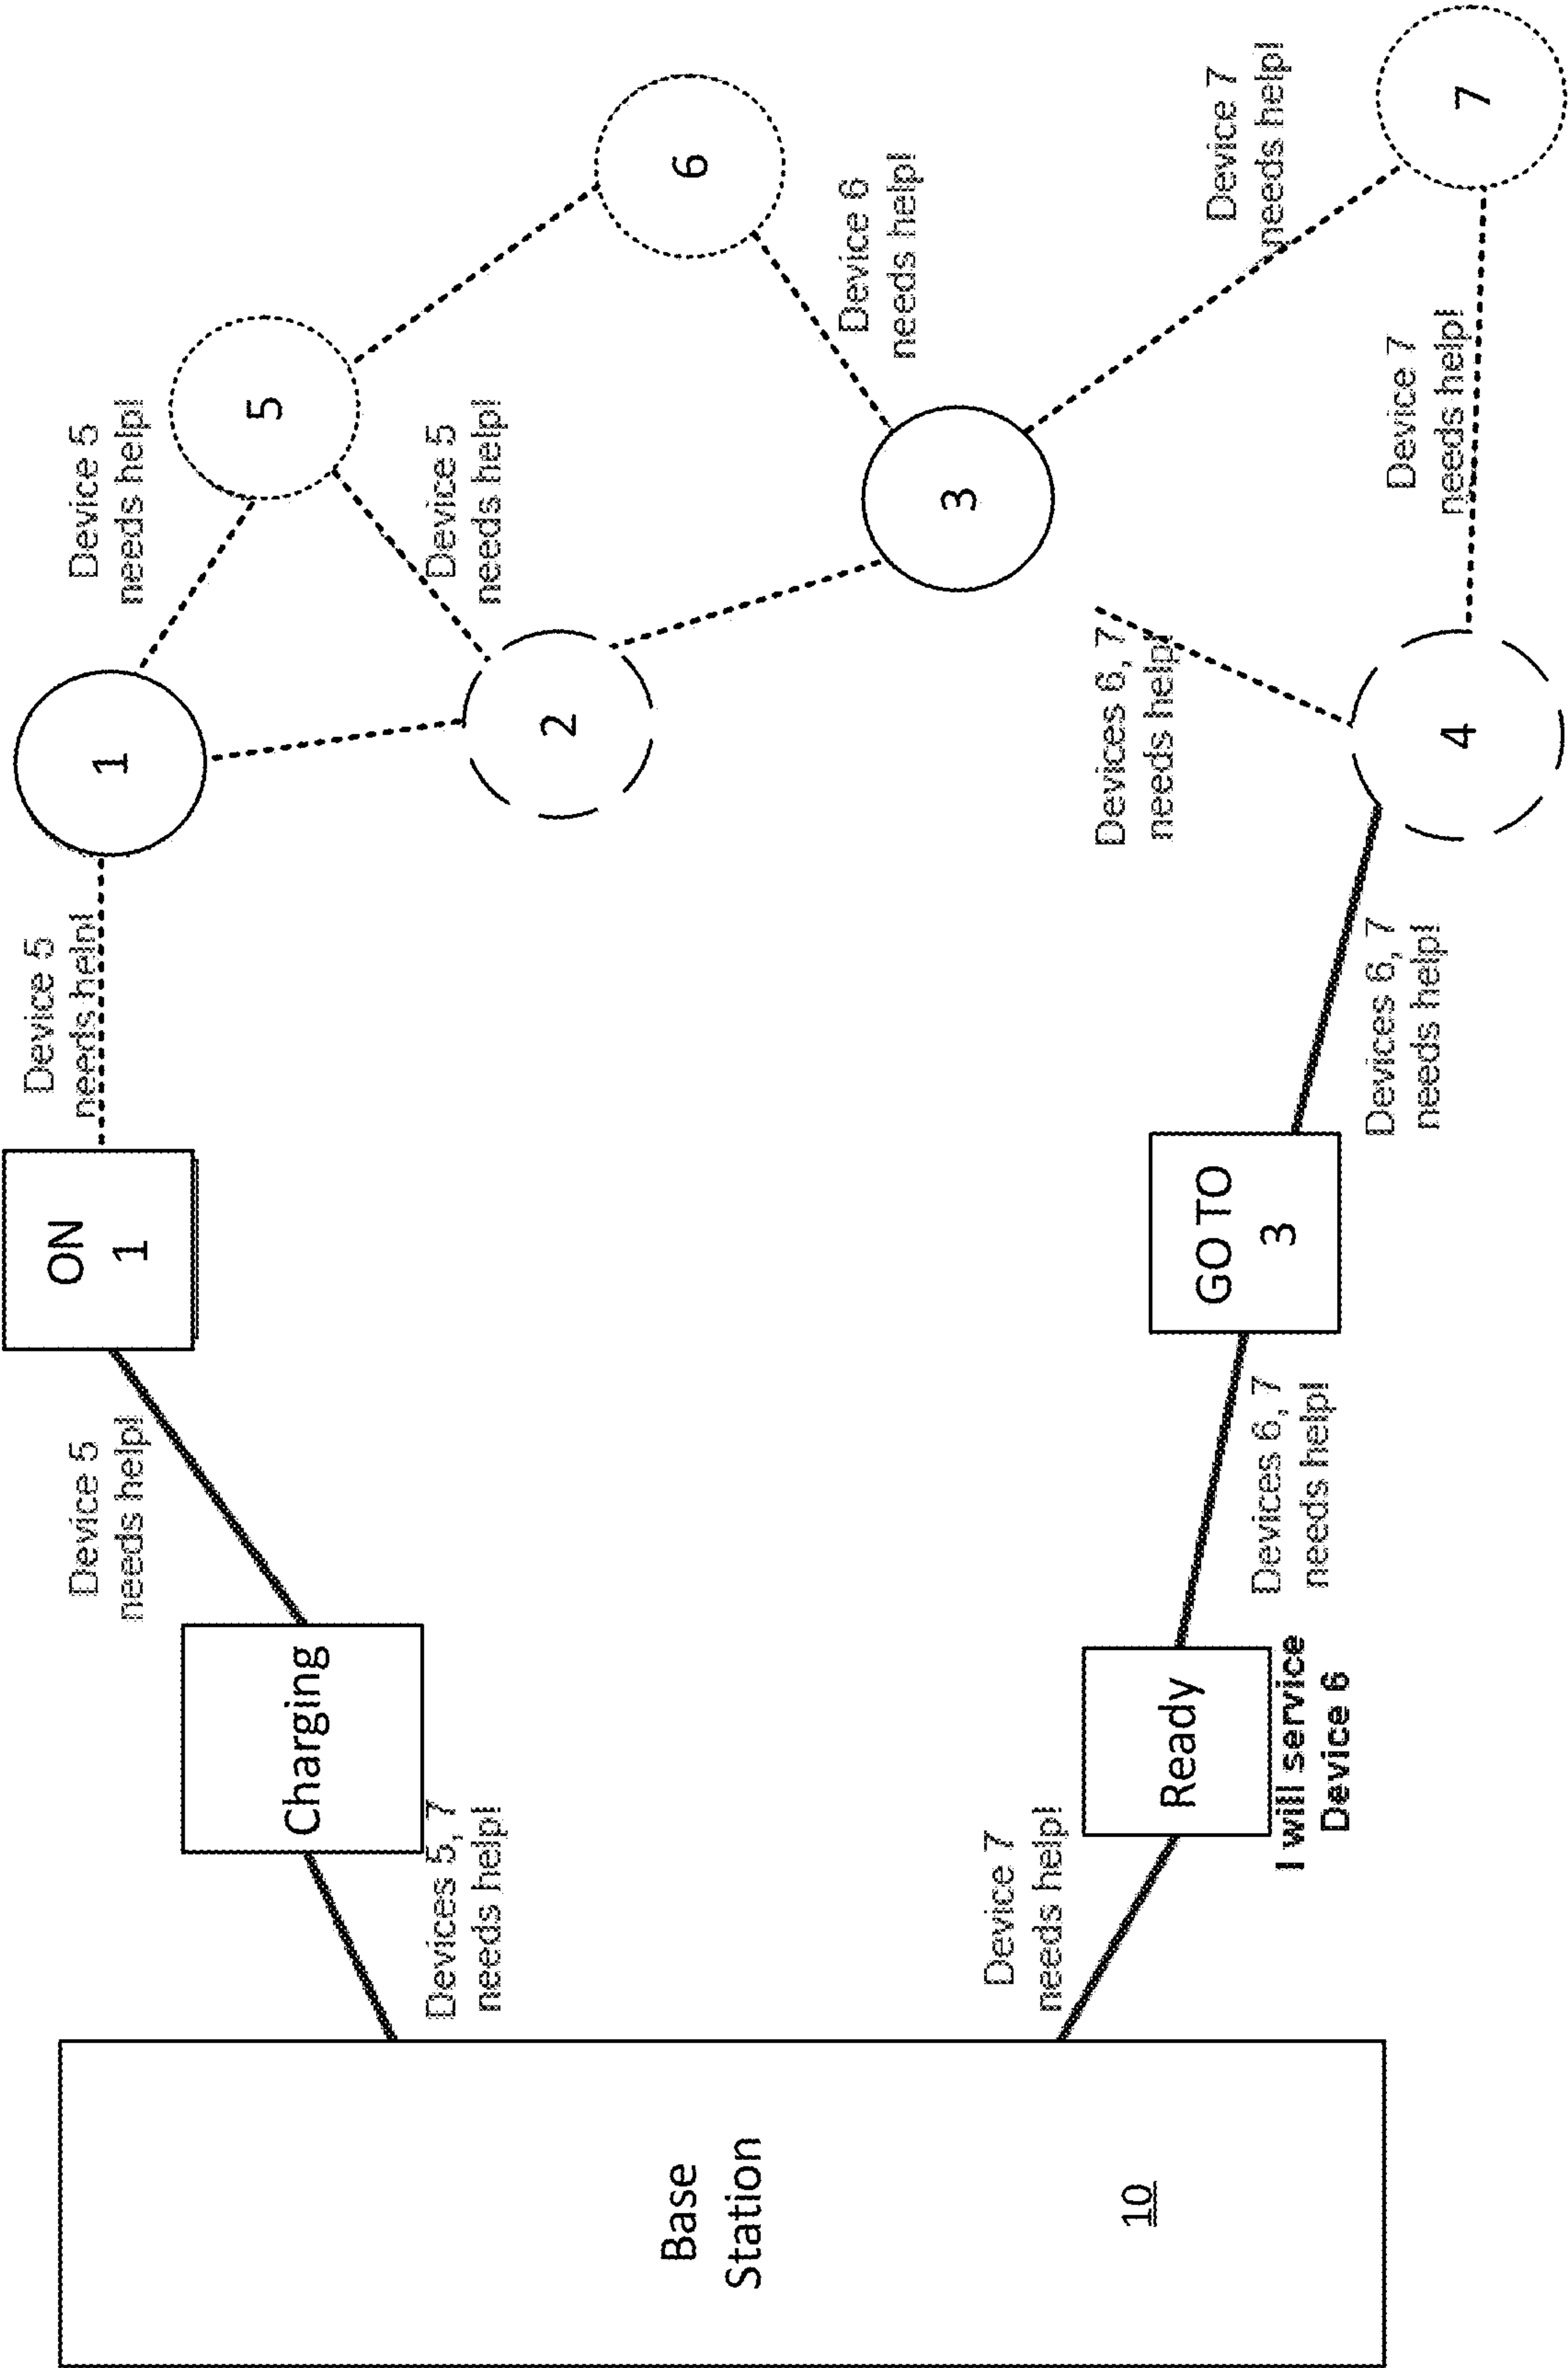 Base
Station
10
Charging
Devices 5, 7
needs help!
Device 7
needs help!
Ready
I will service
Device 6
Device 5
needs help!
ON
1
Devices 6, 7
needs help!
GO TO
3
Device 5
needs help!
Devices 6, 7
needs help!
1
2
Devices 6, 7
needs help!
4
Device 5
needs help!
Device 5
needs help!
3
5
Device 6
needs help!
Device 7
needs help!
6
Device 7
needs help!
7